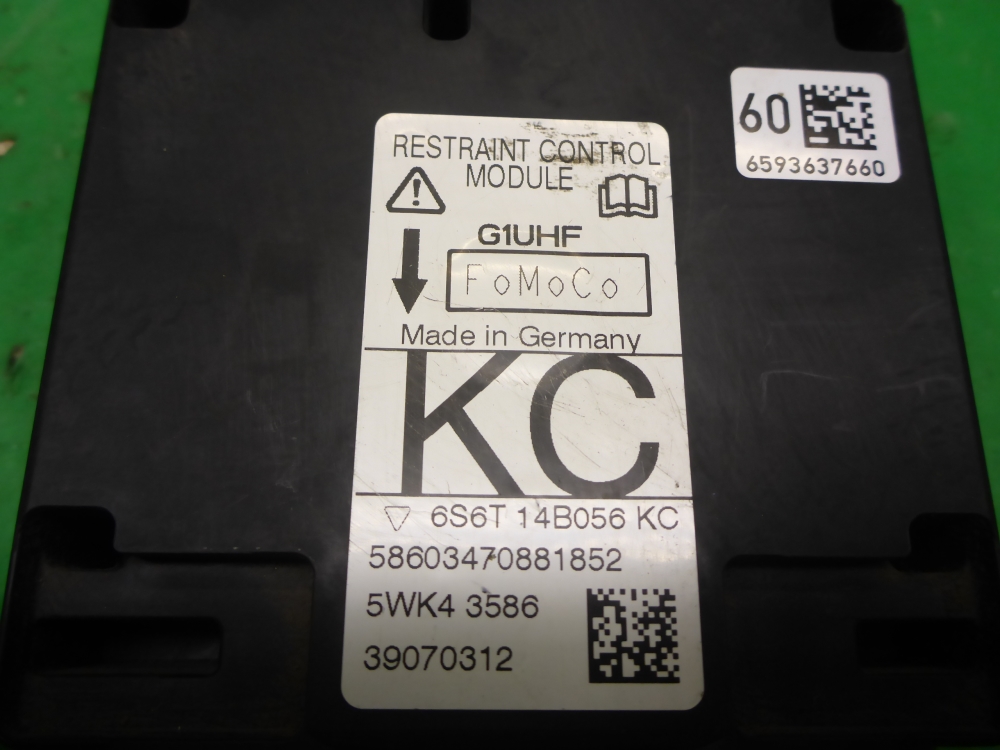 60
6593637660
RESTRAINT CONTROL
MODULE
G1UHF
FoMoCo
Made in Germany
KC
6S6T 14B056 KC
58603470881852
5WK4 3586
39070312